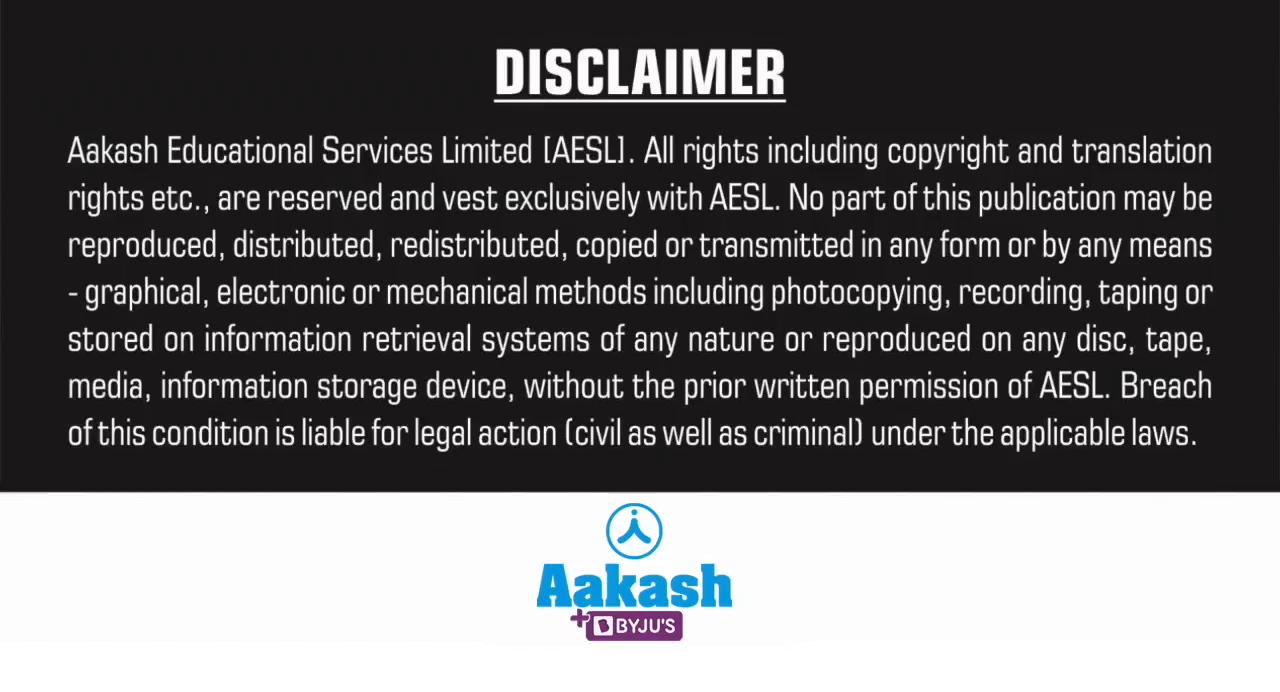 DISCLAIMER
Aakash Educational Services Limited [AESL]. All rights including copyright and translation
rights etc., are reserved and vest exclusively with AESL. No part of this publication may be
reproduced, distributed, redistributed, copied or transmitted in any form or by any means
- graphical, electronic or mechanical methods including photocopying, recording, taping or
stored on information retrieval systems of any nature or reproduced on any disc, tape,
media, information storage device, without the prior written permission of AESL. Breach
of this condition is liable for legal action (civil as well as criminal) under the applicable laws.
Aakash
+ BYJU'S